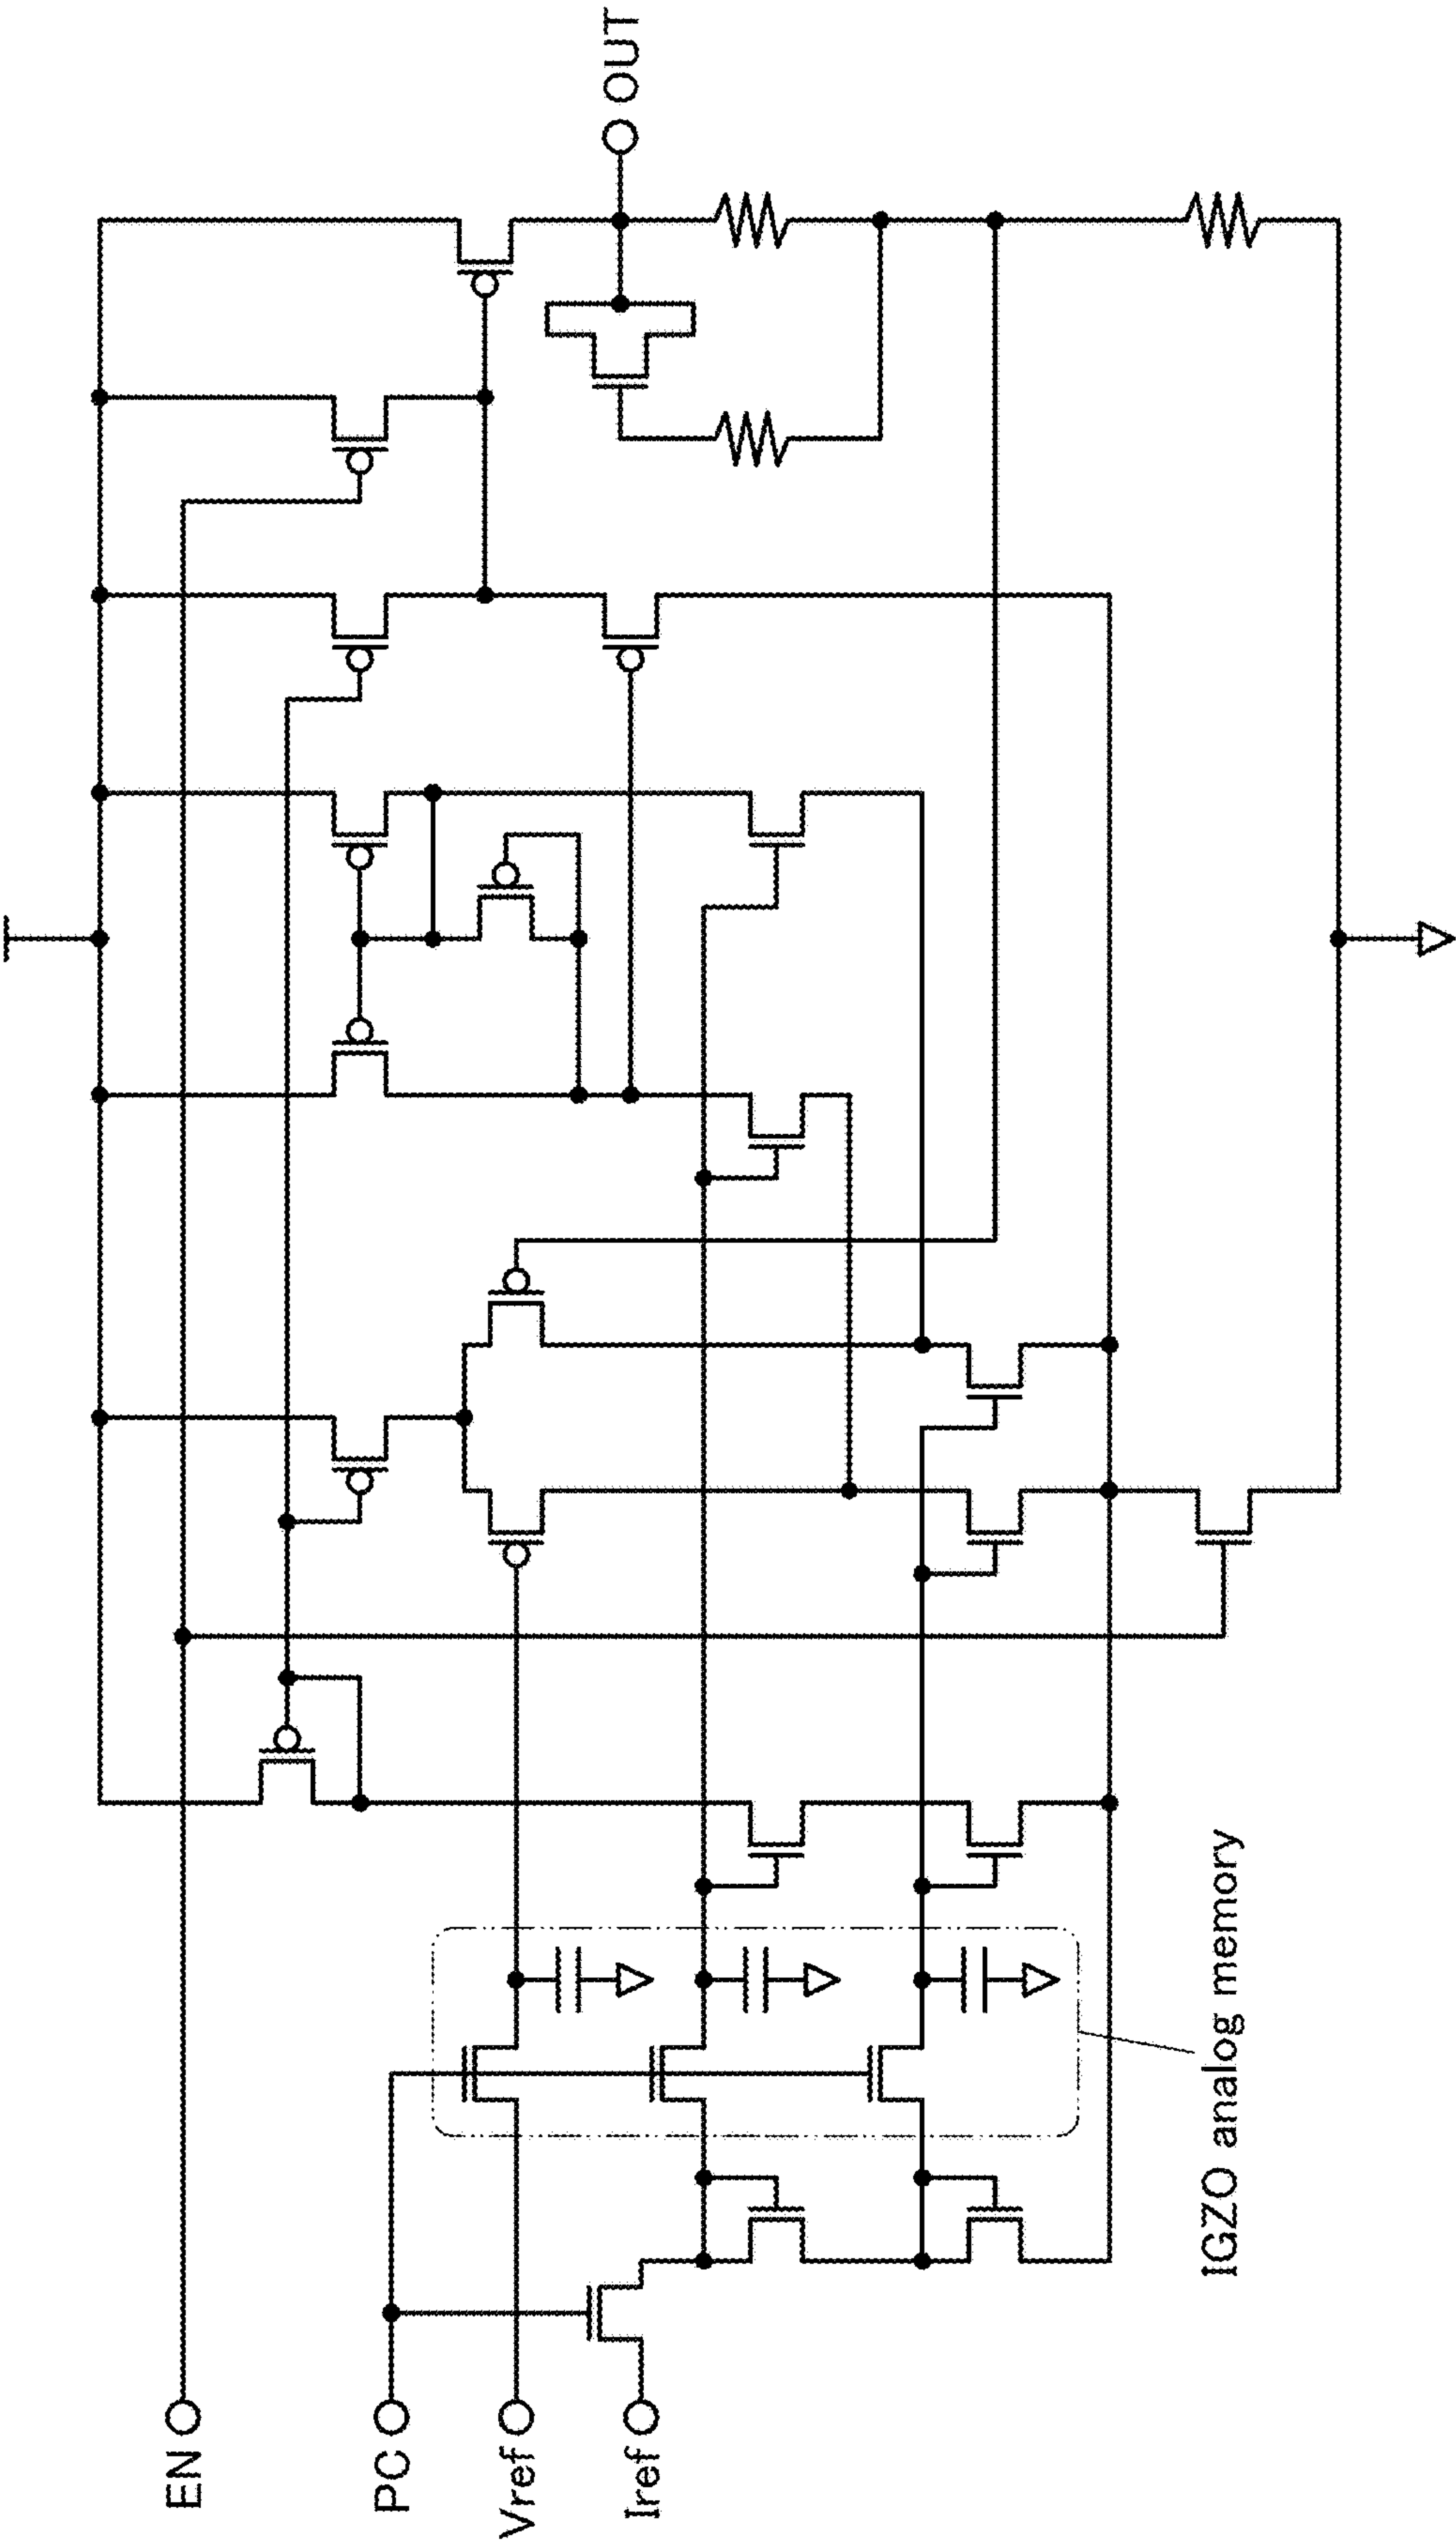 EN
PC
Vref
Iref
IGZO analog memory
OUT